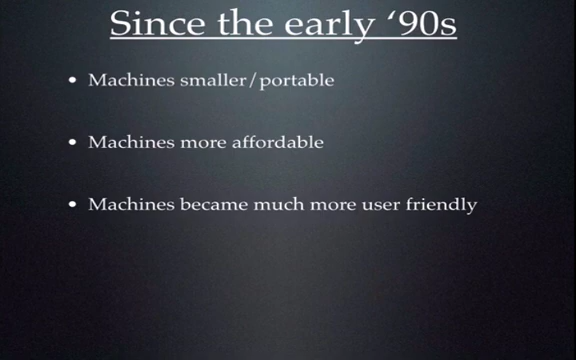 Since the early ‘90s
• Machines smaller/portable
• Machines more affordable
• Machines became much more user friendly